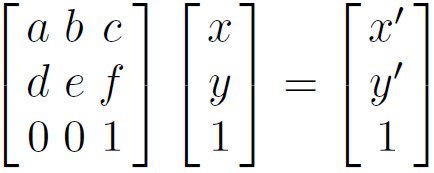 a b c x x′
d e f y = y′
0 0 1 1 1